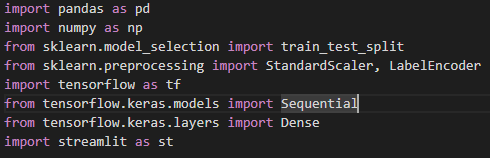 import pandas as pd
import numpy as np
from sklearn.model_selection import train_test_split
from sklearn.preprocessing import StandardScaler, LabelEncoder
import tensorflow as tf
from tensorflow.keras.models import Sequential
from tensorflow.keras.layers import Dense
import streamlit as st